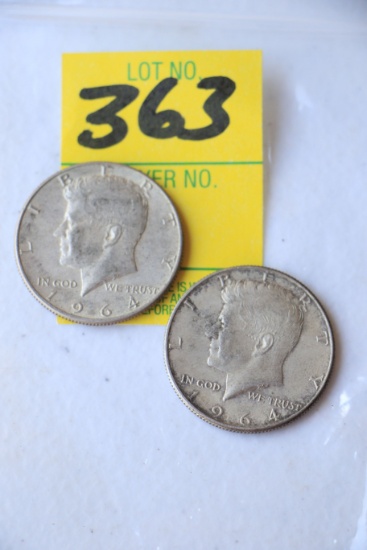 LOT NO.
363
YER NO.
LIBERTY
IN GOD WE TRUST
1964
LIBERTY
IN GOD WE TRUST
1964